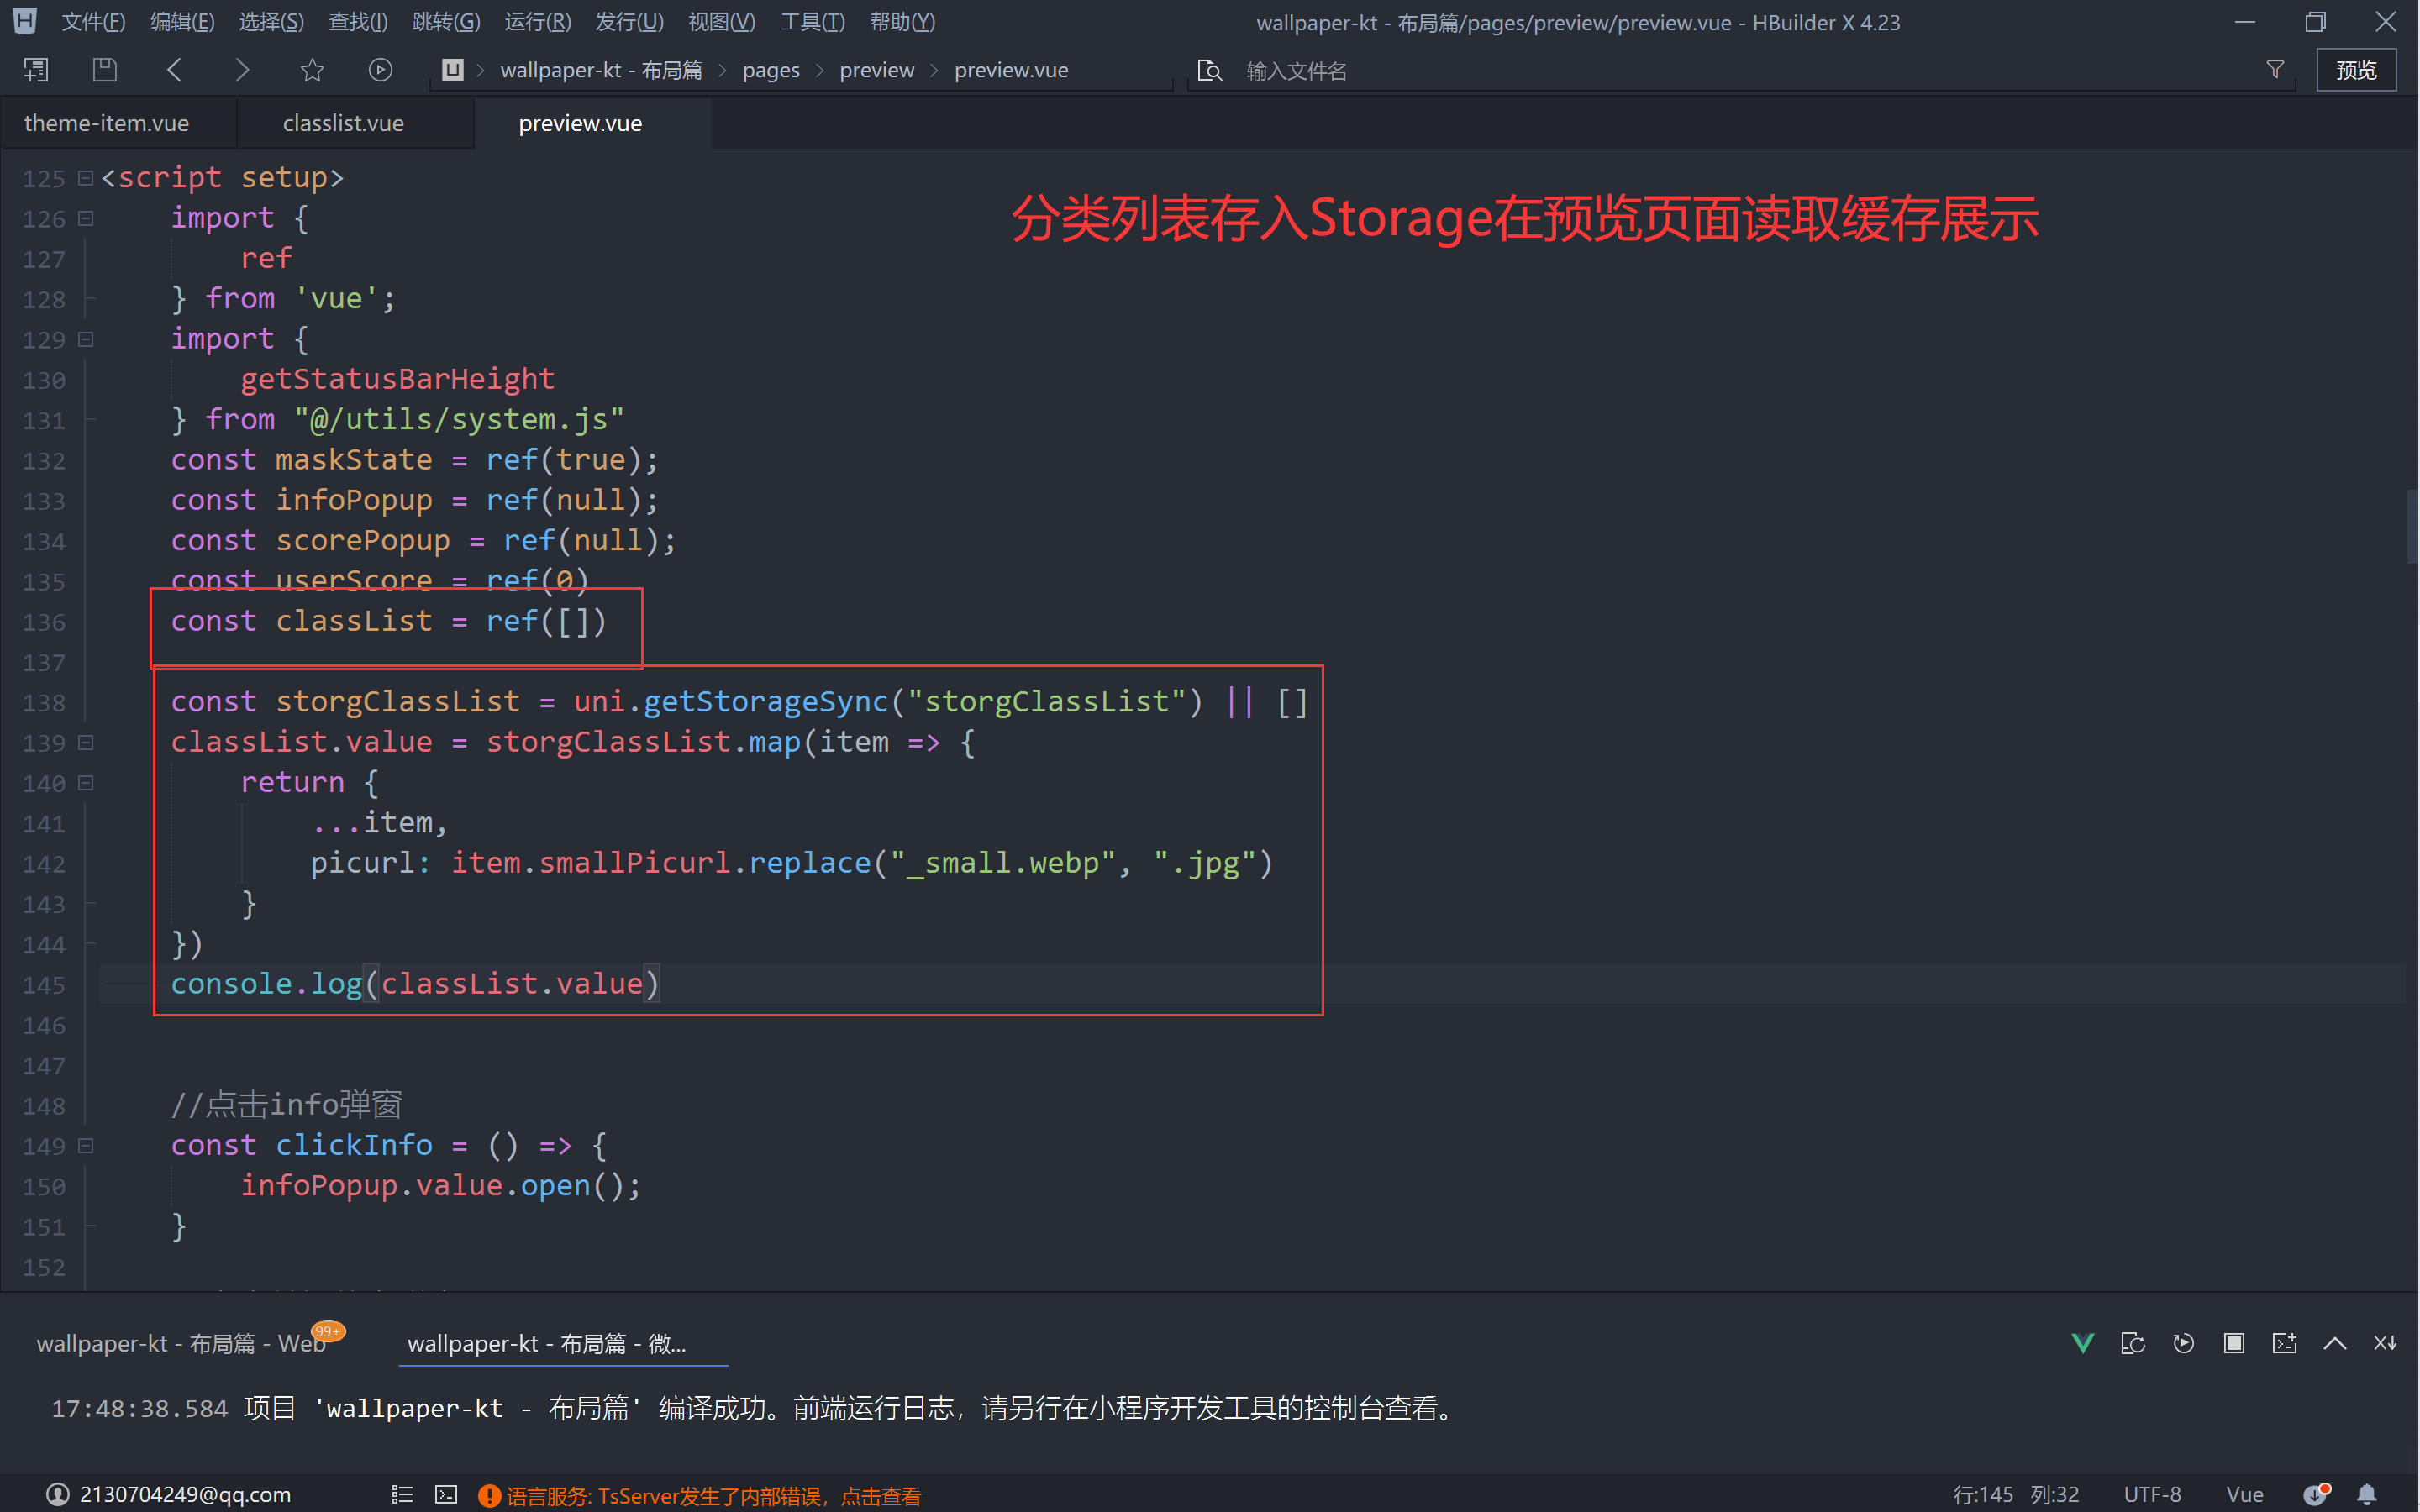 文件(F) 编辑(E) 选择(S) 查找(I) 跳转(G) 运行(R) 发行(U) 视图(V) 工具(T) 帮助(Y) wallpaper-kt - 布局篇/pages/preview/preview.vue - HBuilder X 4.23
wallpaper-kt - 布局篇 pages preview preview.vue 输入文件名 预览
theme-item.vue classlist.vue preview.vue
分类列表存入Storage在预览页面读取缓存展示
125 <script setup>
126 import {
127 ref
128 } from 'vue';
129 import {
130 getStatusBarHeight
131 } from "@/utils/system.js"
132 const maskState = ref(true);
133 const infoPopup = ref(null);
134 const scorePopup = ref(null);
135 const userScore = ref(0)
136 const classList = ref([])
137
138 const storgClassList = uni.getStorageSync("storgClassList") || []
139 classList.value = storgClassList.map(item => {
140 return {
141 ...item,
142 picurl: item.smallPicurl.replace("_small.webp", ".jpg")
143 }
144 })
145 console.log(classList.value)
146
147
148 //点击info弹窗
149 const clickInfo = () => {
150 infoPopup.value.open();
151 }
152
wallpaper-kt - 布局篇 - Web 99+ wallpaper-kt - 布局篇 - 微...
17:48:38.584 项目 'wallpaper-kt - 布局篇' 编译成功。前端运行日志，请另行在小程序开发工具的控制台查看。
2130704249@qq.com 语言服务: TsServer发生了内部错误，点击查看 行:145 列:32 UTF-8 Vue